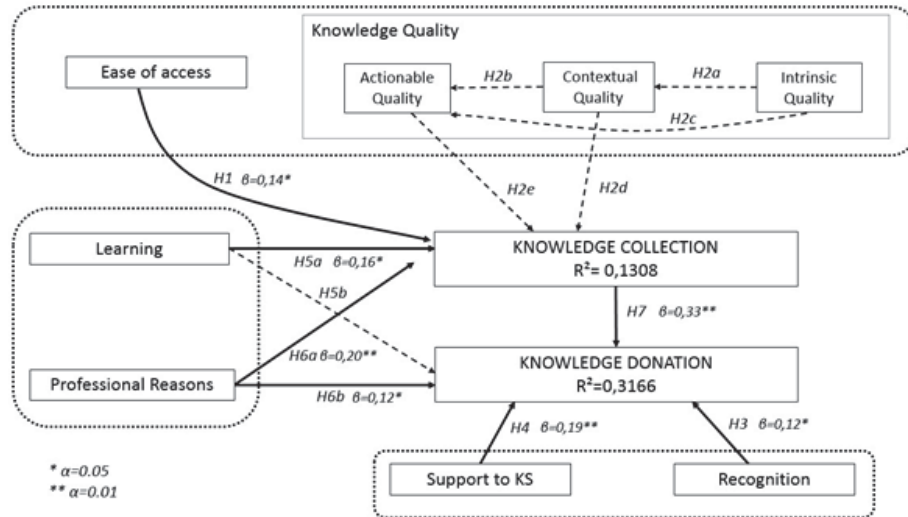 Knowledge Quality
Ease of access
Actionable
Quality
H2b
Contextual
Quality
H2a
Intrinsic
Quality
H2c
H1 β=0,14*
H2e
H2d
Learning
KNOWLEDGE COLLECTION
R²= 0,1308
H5a β=0,16*
H5b
H7 β=0,33**
H6a β=0,20**
KNOWLEDGE DONATION
R²=0,3166
Professional Reasons
H6b β=0,12*
H4 β=0,19**
H3 β=0,12*
* α=0.05
** α=0.01
Support to KS
Recognition